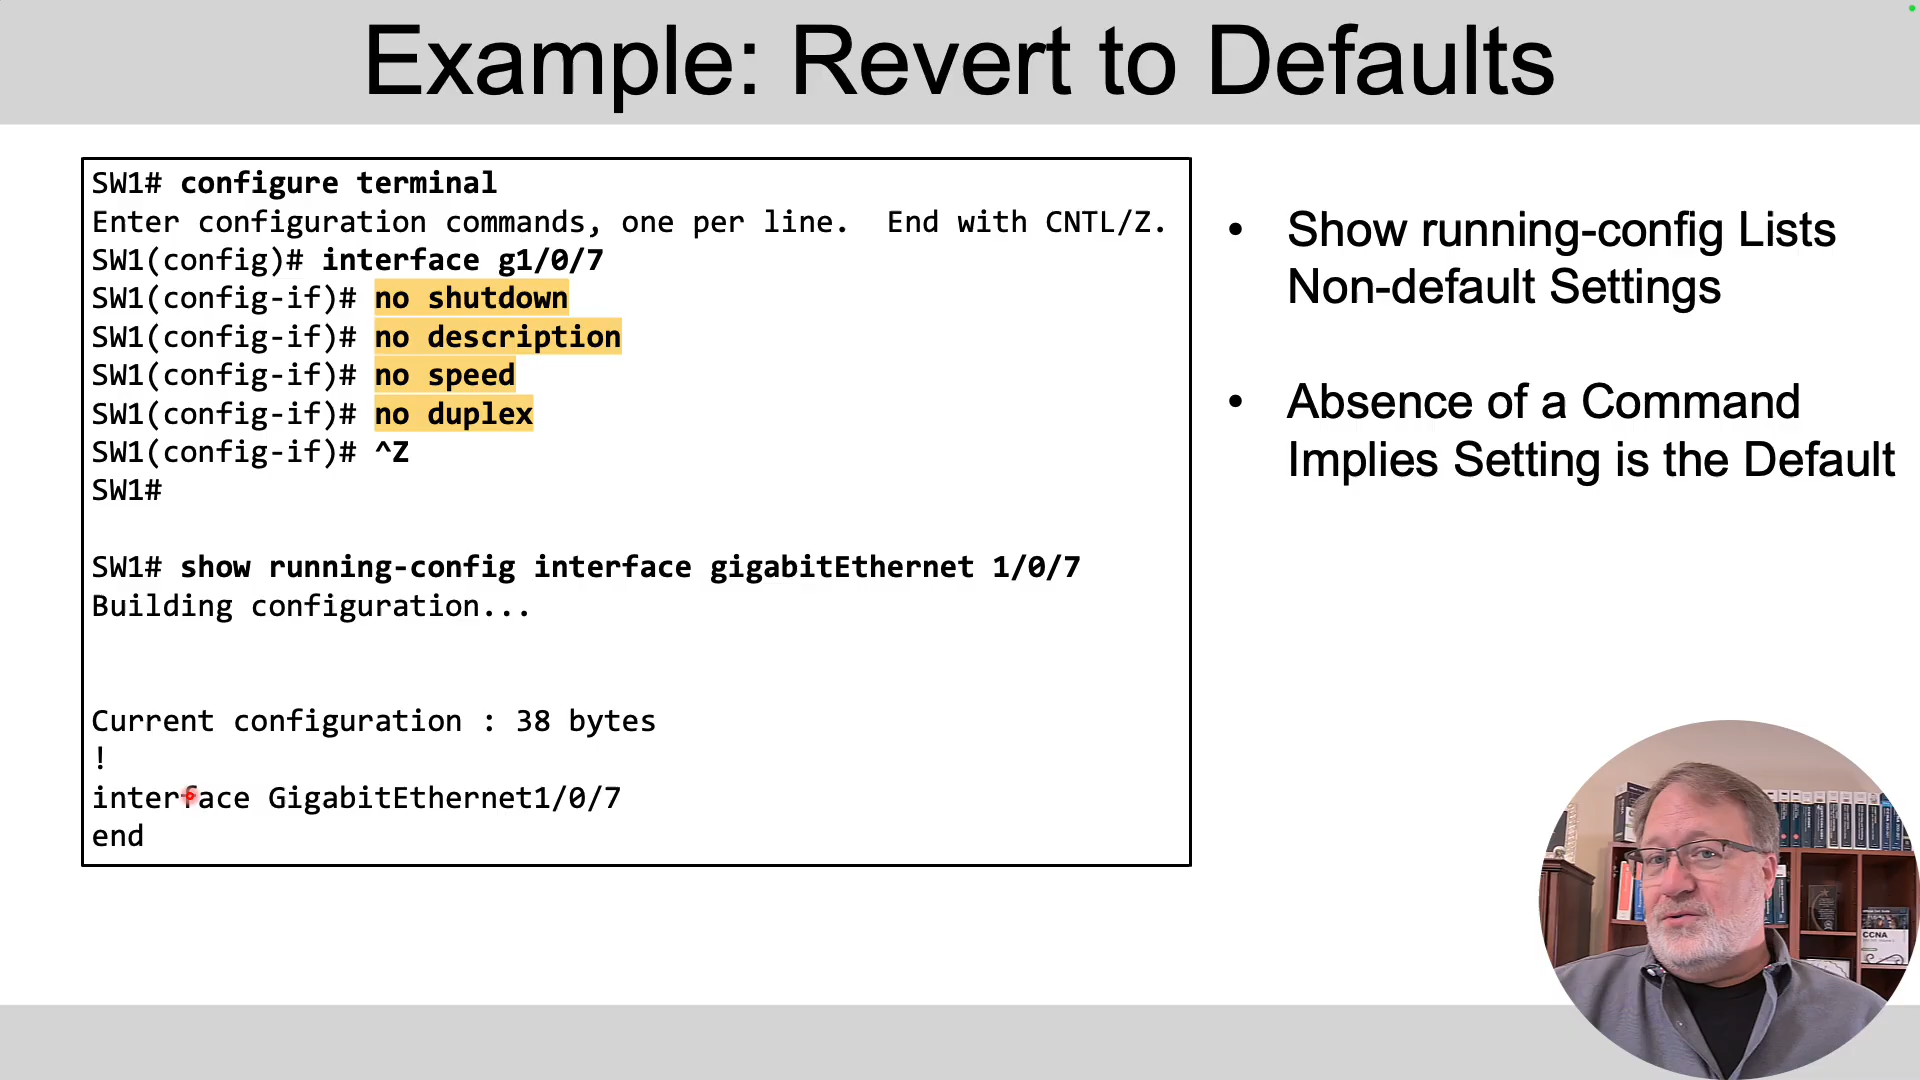 Example: Revert to Defaults
SW1# configure terminal
Enter configuration commands, one per line.  End with CNTL/Z.
SW1(config)# interface g1/0/7
SW1(config-if)# no shutdown
SW1(config-if)# no description
SW1(config-if)# no speed
SW1(config-if)# no duplex
SW1(config-if)# ^Z
SW1#
SW1# show running-config interface gigabitEthernet 1/0/7
Building configuration...
Current configuration : 38 bytes
!
interface GigabitEthernet1/0/7
end
• Show running-config Lists
Non-default Settings
• Absence of a Command
Implies Setting is the Default
CCNA